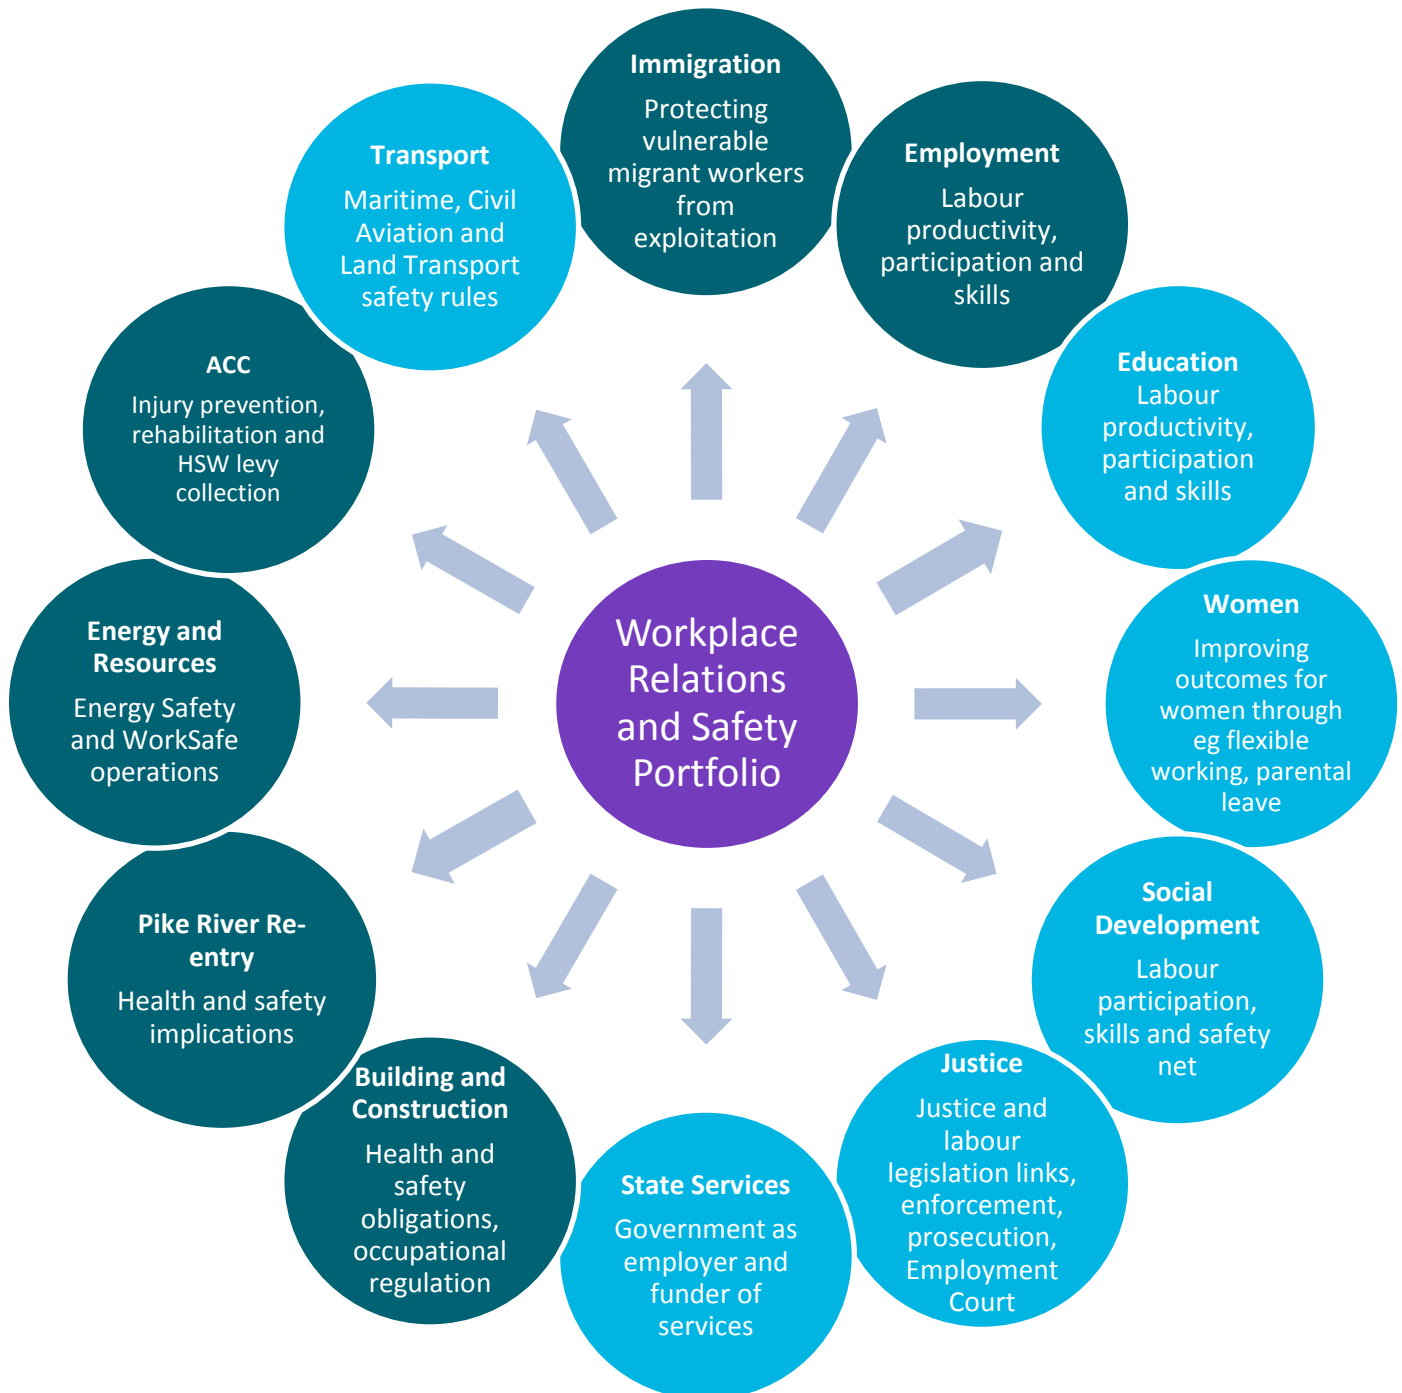 Immigration
Protecting
vulnerable
migrant workers
from
exploitation
Employment
Labour
productivity,
participation and
skills
Education
Labour
productivity,
participation
and skills
Women
Improving
outcomes for
women through
eg flexible
working, parental
leave
Social
Development
Labour
participation,
skills and safety
net
Justice
Justice and
labour
legislation links,
enforcement,
prosecution,
Employment
Court
State Services
Government as
employer and
funder of
services
Building and
Construction
Health and
safety
obligations,
occupational
regulation
Pike River Re-
entry
Health and safety
implications
Energy and
Resources
Energy Safety
and WorkSafe
operations
ACC
Injury prevention,
rehabilitation and
HSW levy
collection
Transport
Maritime, Civil
Aviation and
Land Transport
safety rules
Workplace
Relations
and Safety
Portfolio